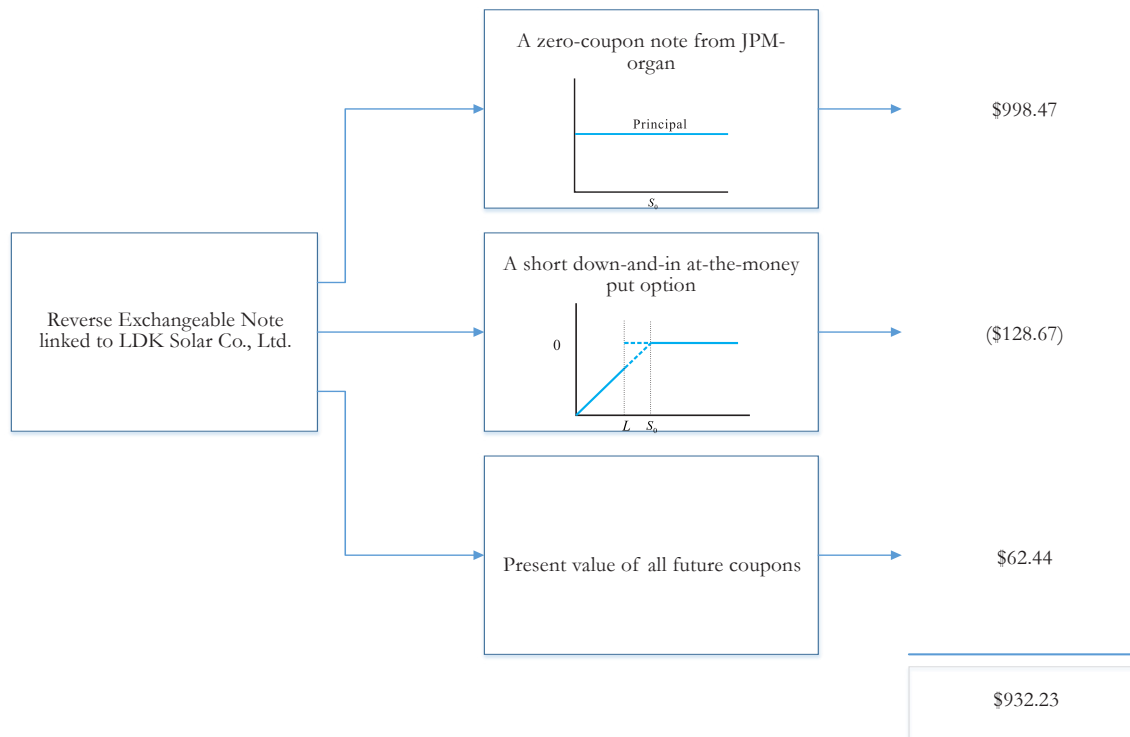 A zero-coupon note from JPM-
organ
Principal
S₀
$998.47
Reverse Exchangeable Note
linked to LDK Solar Co., Ltd.
A short down-and-in at-the-money
put option
0
L S₀
($128.67)
Present value of all future coupons
$62.44
$932.23